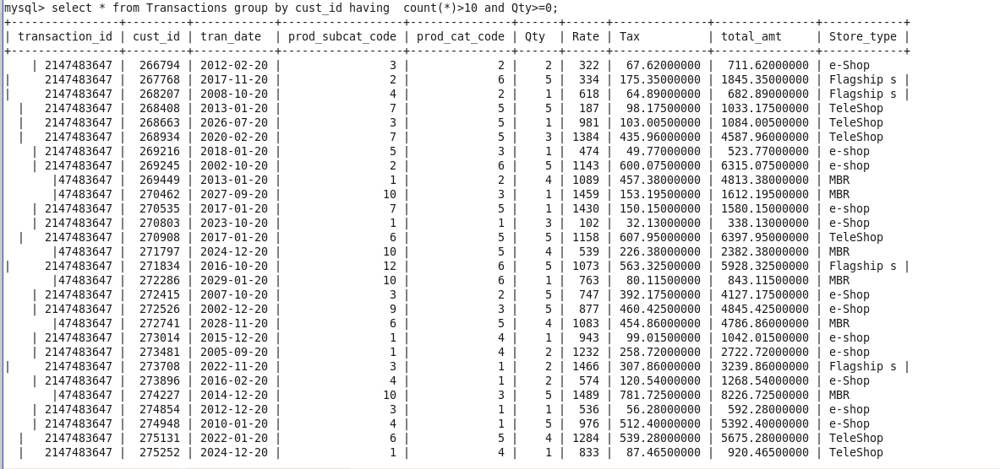 mysql> select * from Transactions group by cust_id having  count(*)>10 and Qty>=0;
+----------------+---------+------------+------------------+---------------+------+------+--------------+---------------+------------+
| transaction_id | cust_id | tran_date  | prod_subcat_code | prod_cat_code | Qty  | Rate | Tax          | total_amt     | Store_type |
+----------------+---------+------------+------------------+---------------+------+------+--------------+---------------+------------+
    | 2147483647 |  266794 | 2012-02-20 |                3 |             2 |    2 |  322 |  67.62000000 |  711.62000000 | e-Shop
|     2147483647 |  267768 | 2017-11-20 |                2 |             6 |    5 |  334 | 175.35000000 | 1845.35000000 | Flagship s |
|     2147483647 |  268207 | 2008-10-20 |                4 |             2 |    1 |  618 |  64.89000000 |  682.89000000 | Flagship s |
  |   2147483647 |  268408 | 2013-01-20 |                7 |             5 |    5 |  187 |  98.17500000 | 1033.17500000 | TeleShop
  |   2147483647 |  268663 | 2026-07-20 |                3 |             5 |    1 |  981 | 103.00500000 | 1084.00500000 | TeleShop
  |   2147483647 |  268934 | 2020-02-20 |                7 |             5 |    3 | 1384 | 435.96000000 | 4587.96000000 | TeleShop
    | 2147483647 |  269216 | 2018-01-20 |                5 |             3 |    1 |  474 |  49.77000000 |  523.77000000 | e-shop
    | 2147483647 |  269245 | 2002-10-20 |                2 |             6 |    5 | 1143 | 600.07500000 | 6315.07500000 | e-shop
       |47483647 |  269449 | 2013-01-20 |                1 |             2 |    4 | 1089 | 457.38000000 | 4813.38000000 | MBR
       |47483647 |  270462 | 2027-09-20 |               10 |             3 |    1 | 1459 | 153.19500000 | 1612.19500000 | MBR
    | 2147483647 |  270535 | 2017-01-20 |                7 |             5 |    1 | 1430 | 150.15000000 | 1580.15000000 | e-shop
    | 2147483647 |  270803 | 2023-10-20 |                1 |             1 |    3 |  102 |  32.13000000 |  338.13000000 | e-Shop
  |   2147483647 |  270908 | 2017-01-20 |                6 |             5 |    5 | 1158 | 607.95000000 | 6397.95000000 | TeleShop
       |47483647 |  271797 | 2024-12-20 |               10 |             5 |    4 |  539 | 226.38000000 | 2382.38000000 | MBR
|     2147483647 |  271834 | 2016-10-20 |               12 |             6 |    5 | 1073 | 563.32500000 | 5928.32500000 | Flagship s |
       |47483647 |  272286 | 2029-01-20 |               10 |             6 |    1 |  763 |  80.11500000 |  843.11500000 | MBR
    | 2147483647 |  272415 | 2007-10-20 |                3 |             2 |    5 |  747 | 392.17500000 | 4127.17500000 | e-Shop
    | 2147483647 |  272526 | 2002-12-20 |                9 |             3 |    5 |  877 | 460.42500000 | 4845.42500000 | e-Shop
       |47483647 |  272741 | 2028-11-20 |                6 |             5 |    4 | 1083 | 454.86000000 | 4786.86000000 | MBR
    | 2147483647 |  273014 | 2015-12-20 |                1 |             4 |    1 |  943 |  99.01500000 | 1042.01500000 | e-shop
    | 2147483647 |  273481 | 2005-09-20 |                1 |             4 |    2 | 1232 | 258.72000000 | 2722.72000000 | e-shop
|     2147483647 |  273708 | 2022-11-20 |                3 |             1 |    2 | 1466 | 307.86000000 | 3239.86000000 | Flagship s |
    | 2147483647 |  273896 | 2016-02-20 |                4 |             1 |    2 |  574 | 120.54000000 | 1268.54000000 | e-Shop
       |47483647 |  274227 | 2014-12-20 |               10 |             3 |    5 | 1489 | 781.72500000 | 8226.72500000 | MBR
    | 2147483647 |  274854 | 2012-12-20 |                3 |             1 |    1 |  536 |  56.28000000 |  592.28000000 | e-shop
    | 2147483647 |  274948 | 2010-01-20 |                4 |             1 |    5 |  976 | 512.40000000 | 5392.40000000 | e-Shop
  |   2147483647 |  275131 | 2022-01-20 |                6 |             5 |    4 | 1284 | 539.28000000 | 5675.28000000 | TeleShop
  |   2147483647 |  275252 | 2024-12-20 |                1 |             4 |    1 |  833 |  87.46500000 |  920.46500000 | TeleShop